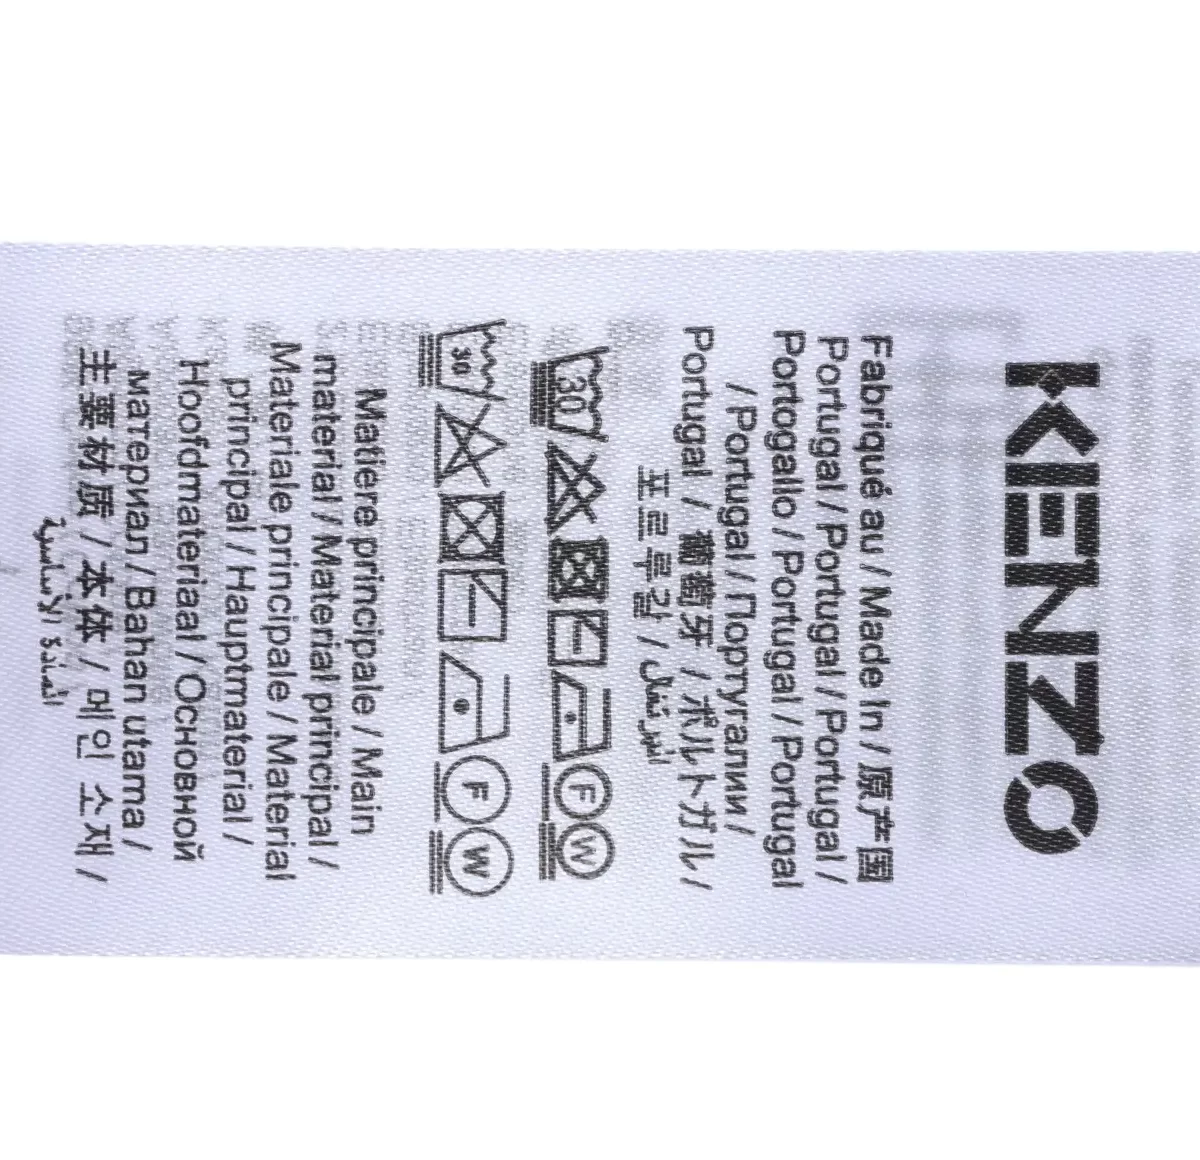 KENZO
Fabriqué au / Made In / 原产国
Portugal / Portugal / Portugal /
Portogallo / Portugal / Portugal
/ Portugal / Португалии /
Portugal / 葡萄牙 / ポルトガル /
포르투갈 / البرتغال
30 F W
30 F W
Matière principale / Main
material / Material principal /
Materiale principale / Material
principal / Hauptmaterial /
Hoofdmateriaal / Основной
материал / Bahan utama /
主要材质 / 本体 / 메인 소재 /
المادة الأساسية